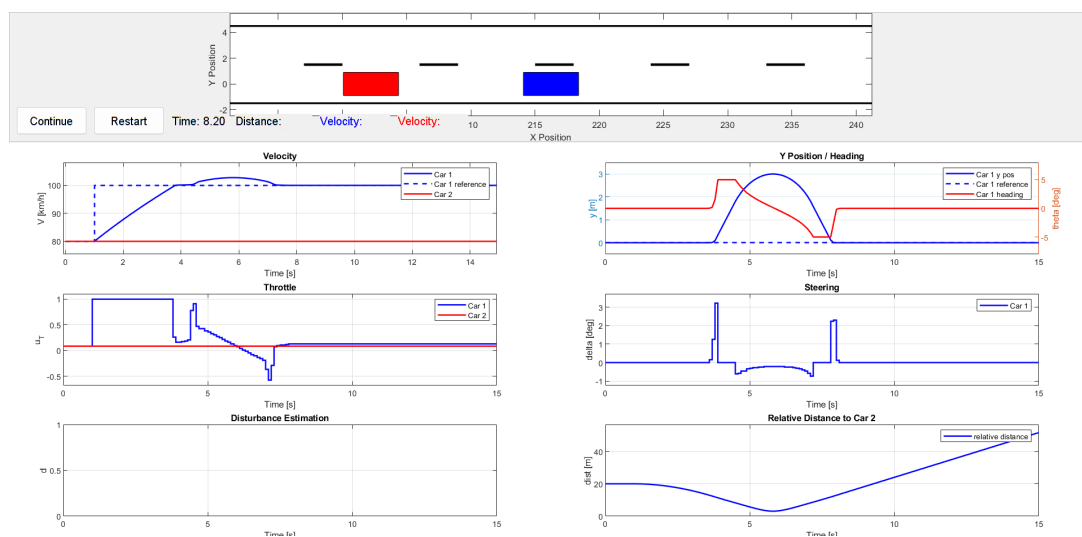 4
2
0
-2
Y Position
Continue Restart Time: 8.20 Distance: Velocity: Velocity: 10 215 220 225 230 235 240
X Position
Velocity
100
90
80
V [km/h]
Car 1
Car 1 reference
Car 2
0 2 4 6 8 10 12 14
Time [s]
Y Position / Heading
3
2
1
0
y [m]
Car 1 y pos
Car 1 reference
Car 1 heading
5
0
-5
theta [deg]
0 5 10 15
Time [s]
Throttle
1
0.5
0
-0.5
u_T
Car 1
Car 2
0 5 10 15
Time [s]
Steering
3
2
1
0
-1
delta [deg]
Car 1
0 5 10 15
Time [s]
Disturbance Estimation
1
0.5
0
d
0 5 10 15
Time [s]
Relative Distance to Car 2
40
20
0
dist [m]
relative distance
0 5 10 15
Time [s]